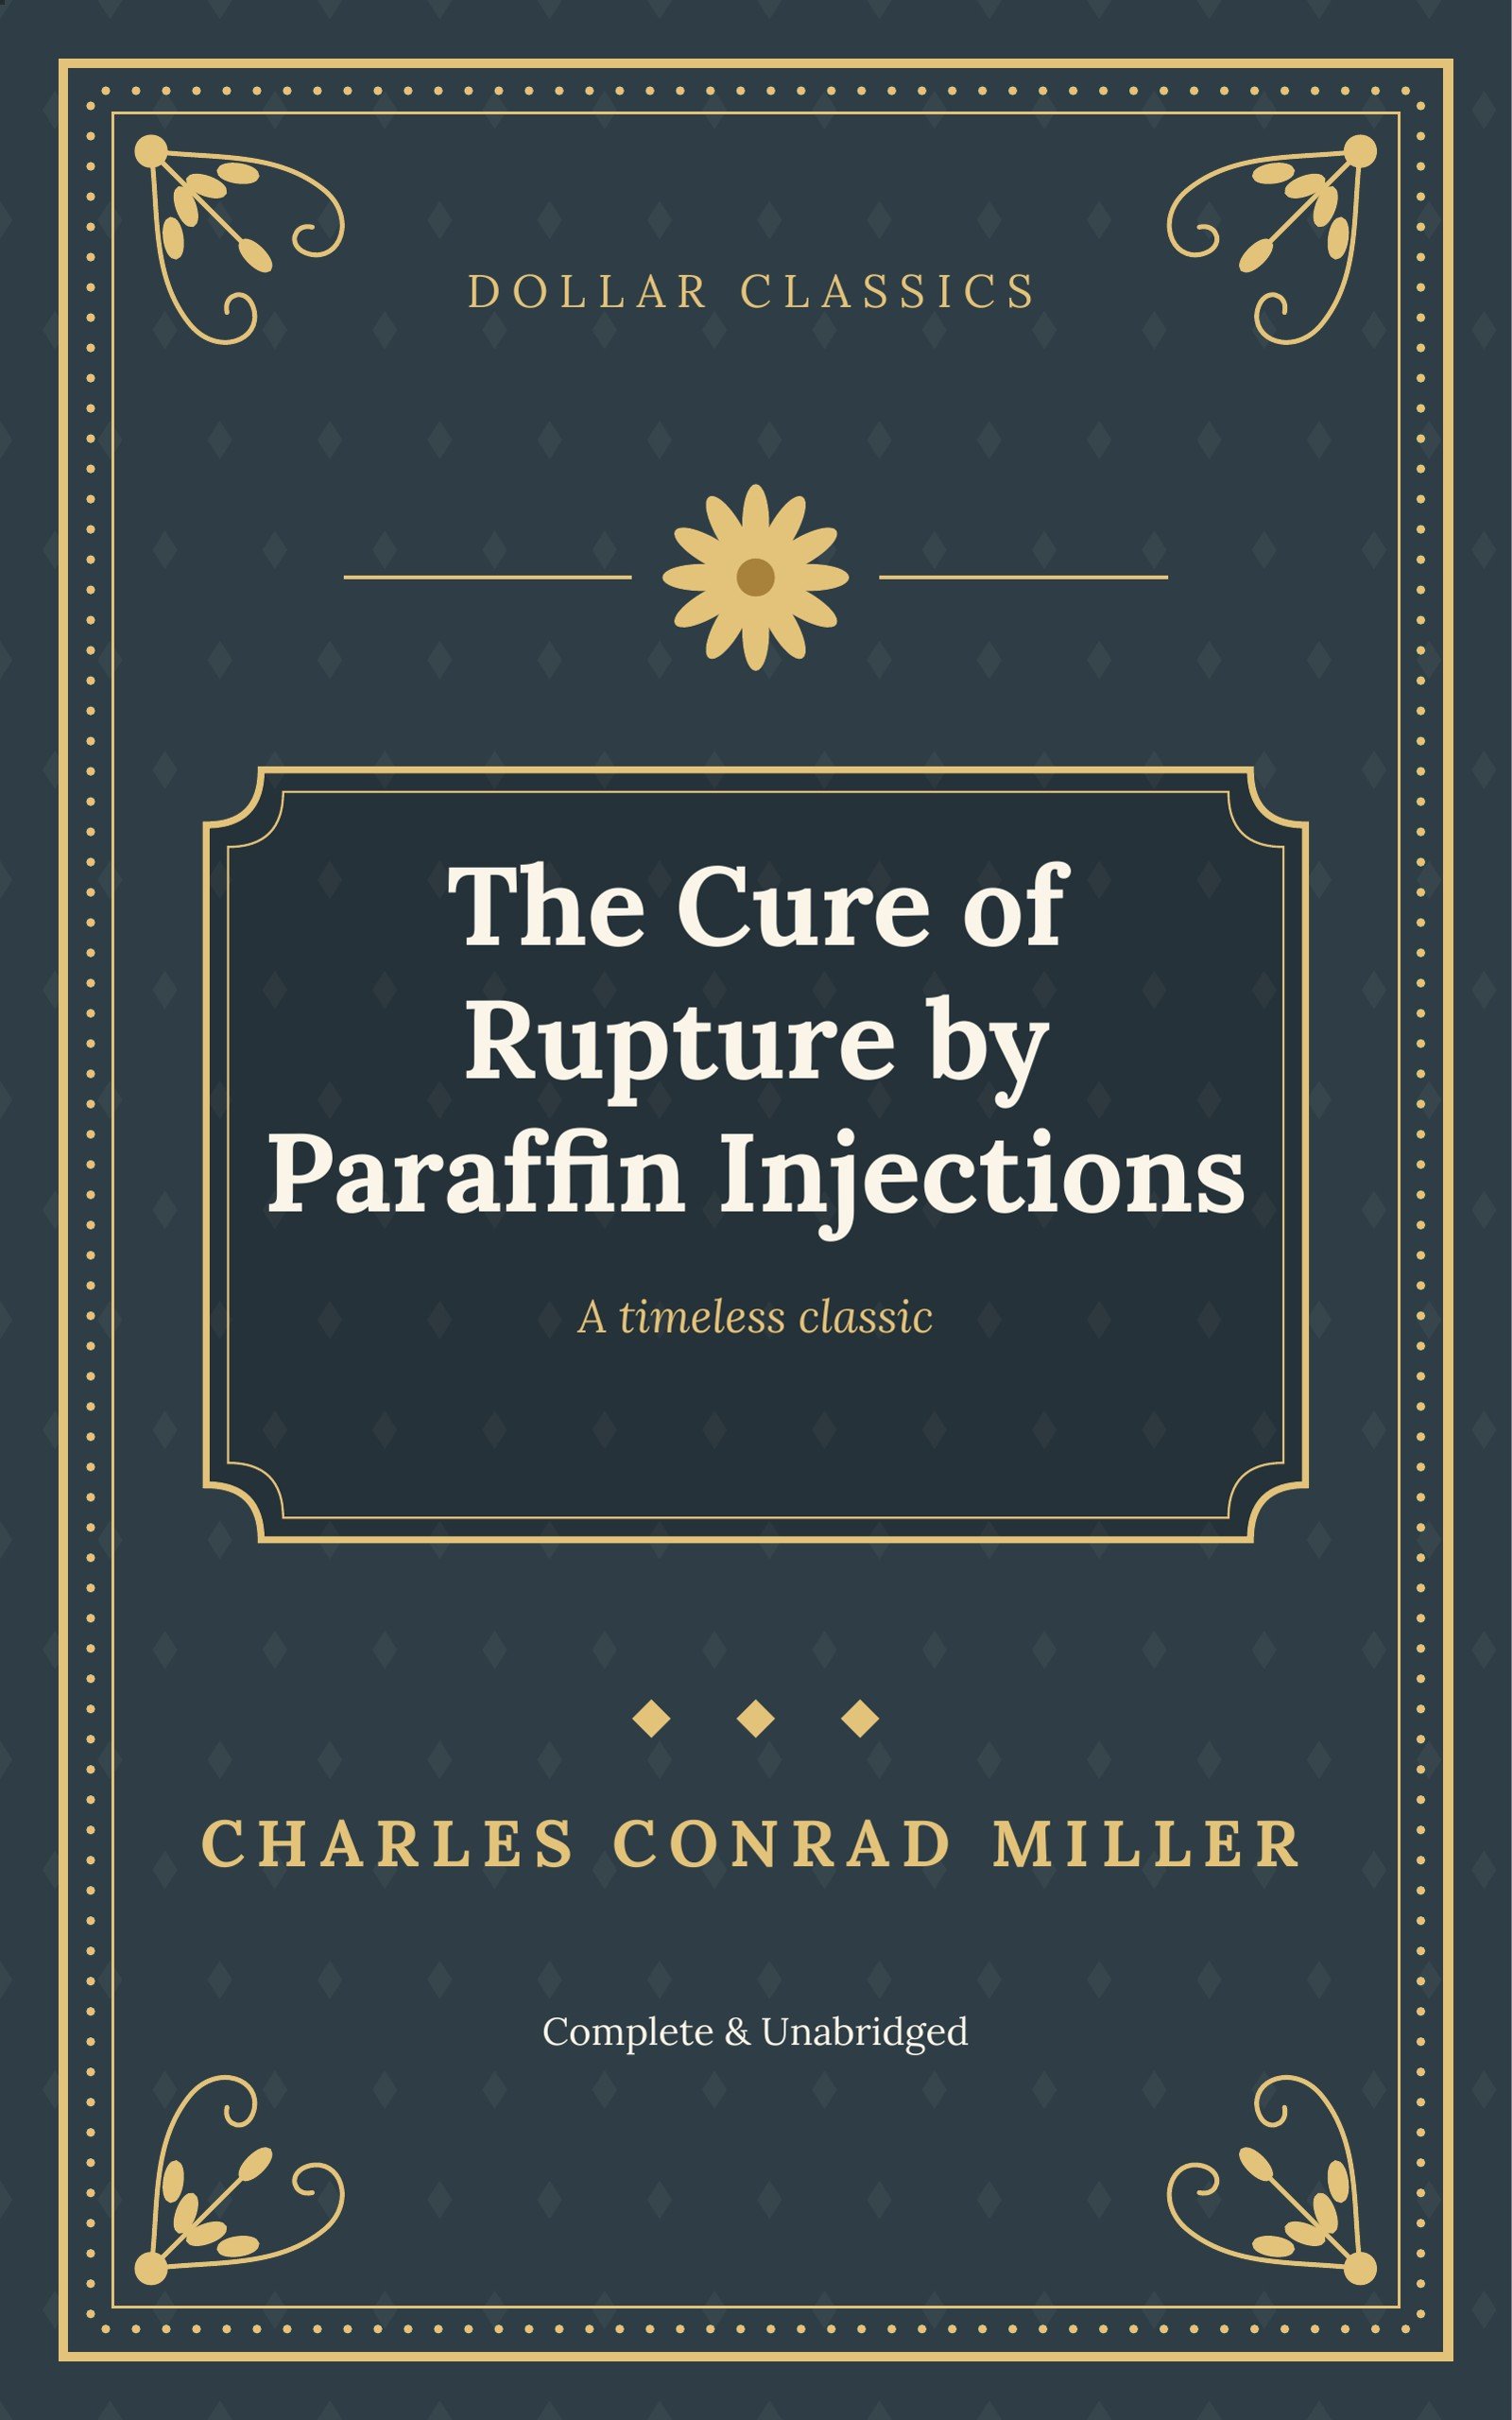 DOLLAR CLASSICS
The Cure of
Rupture by
Paraffin Injections
A timeless classic
CHARLES CONRAD MILLER
Complete & Unabridged